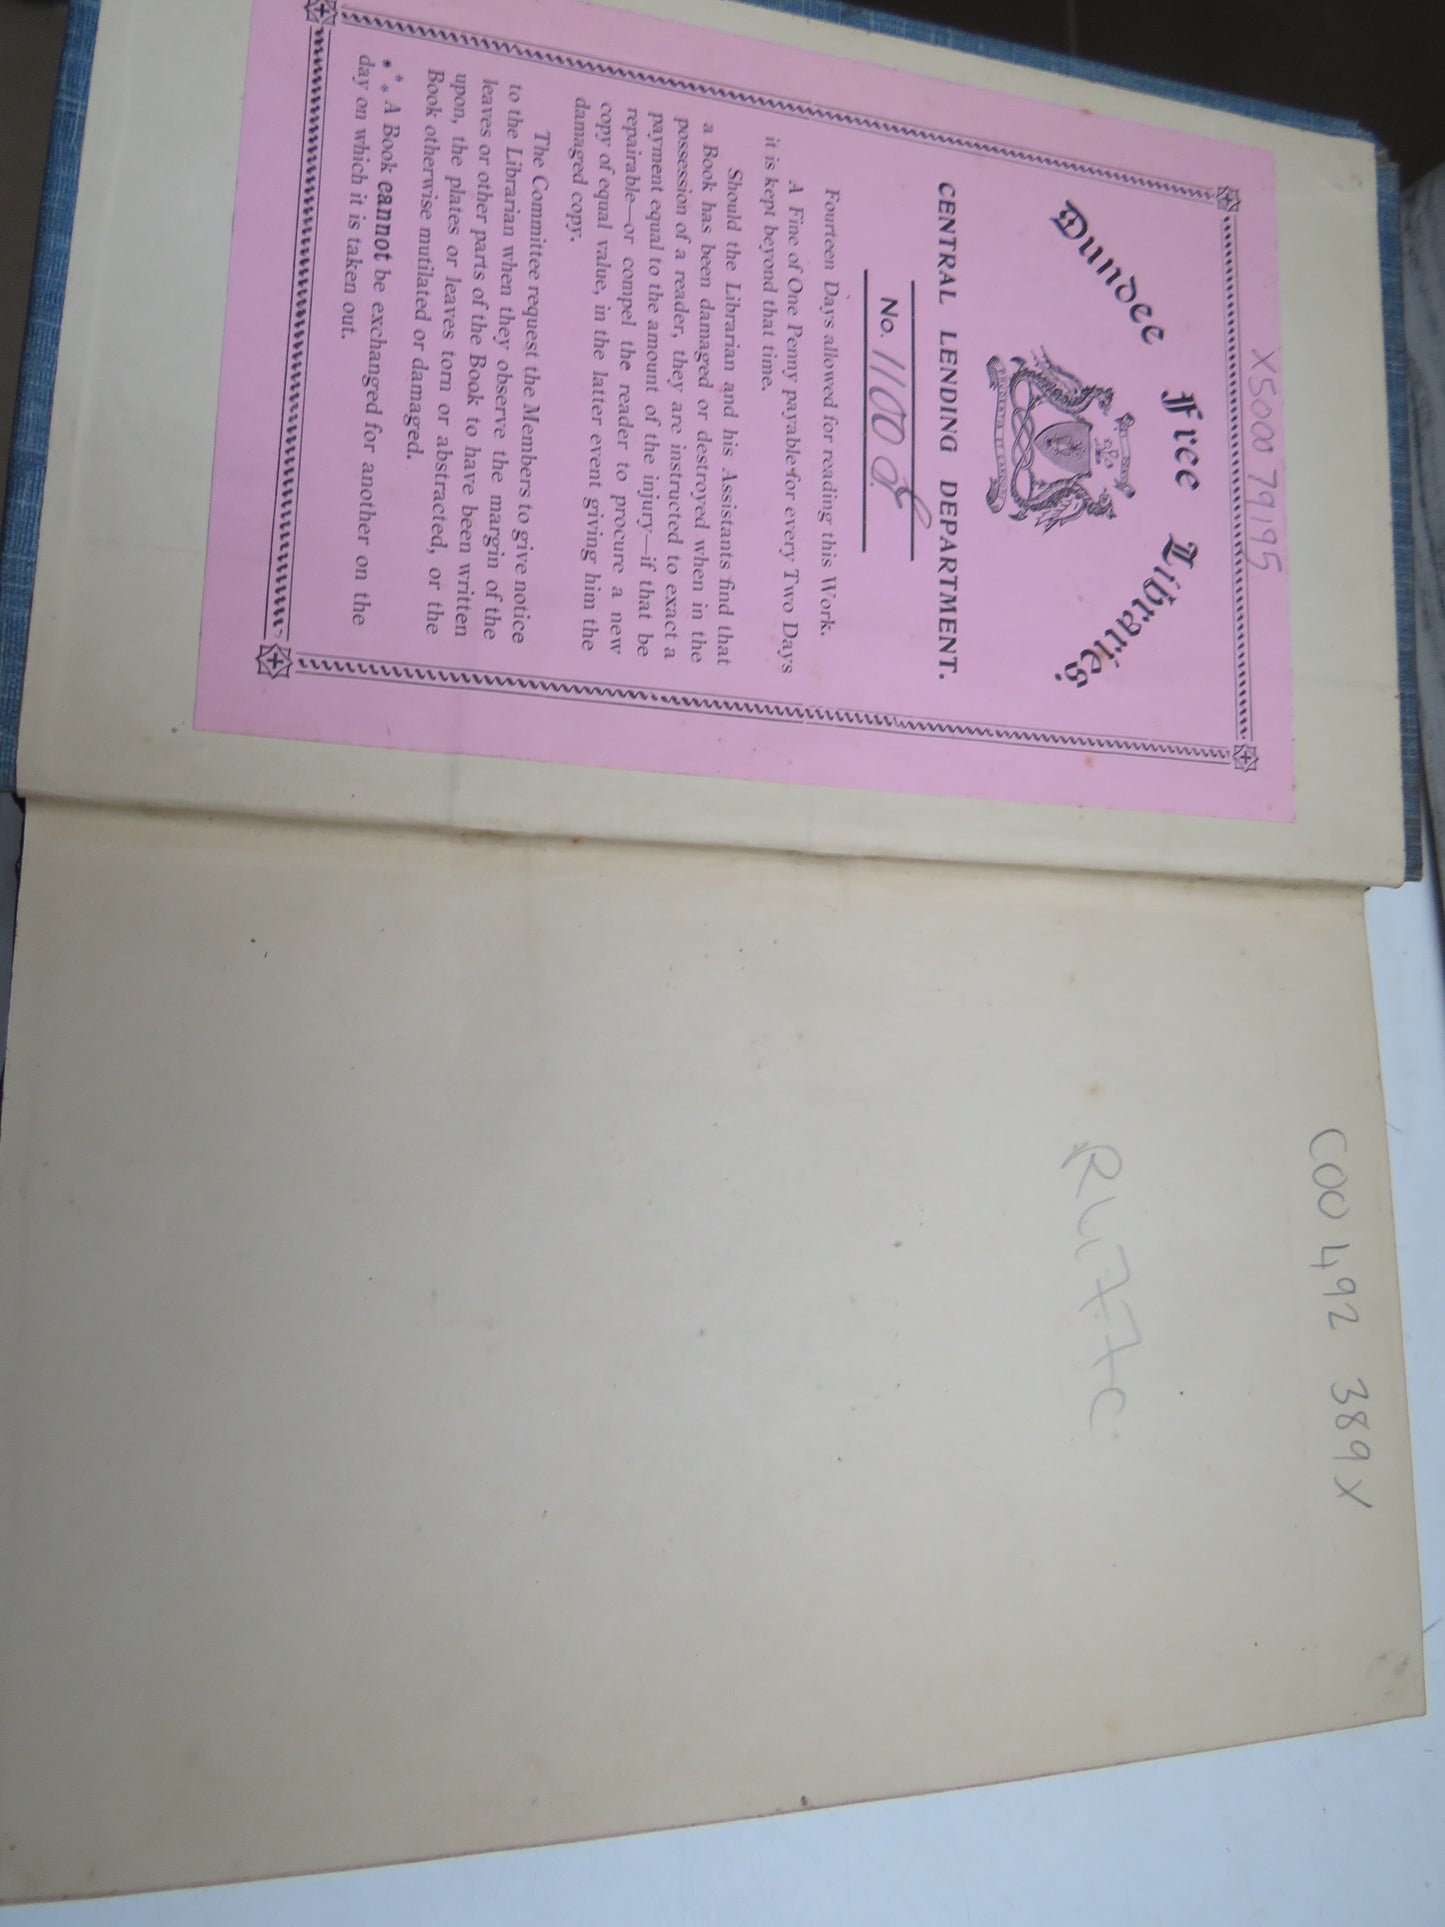 X5000 79195
Dundee Free Libraries.
CENTRAL LENDING DEPARTMENT.
No. 1100
Fourteen Days allowed for reading this Work.
A Fine of One Penny payable for every Two Days
it is kept beyond that time.
Should the Librarian and his Assistants find that
a Book has been damaged or destroyed when in the
possession of a reader, they are instructed to exact a
payment equal to the amount of the injury—if that be
repairable—or compel the reader to procure a new
copy of equal value, in the latter event giving him the
damaged copy.
The Committee request the Members to give notice
to the Librarian when they observe the margin of the
leaves or other parts of the Book to have been written
upon, the plates or leaves torn or abstracted, or the
Book otherwise mutilated or damaged.
*** A Book cannot be exchanged for another on the
day on which it is taken out.
C00 492 389X